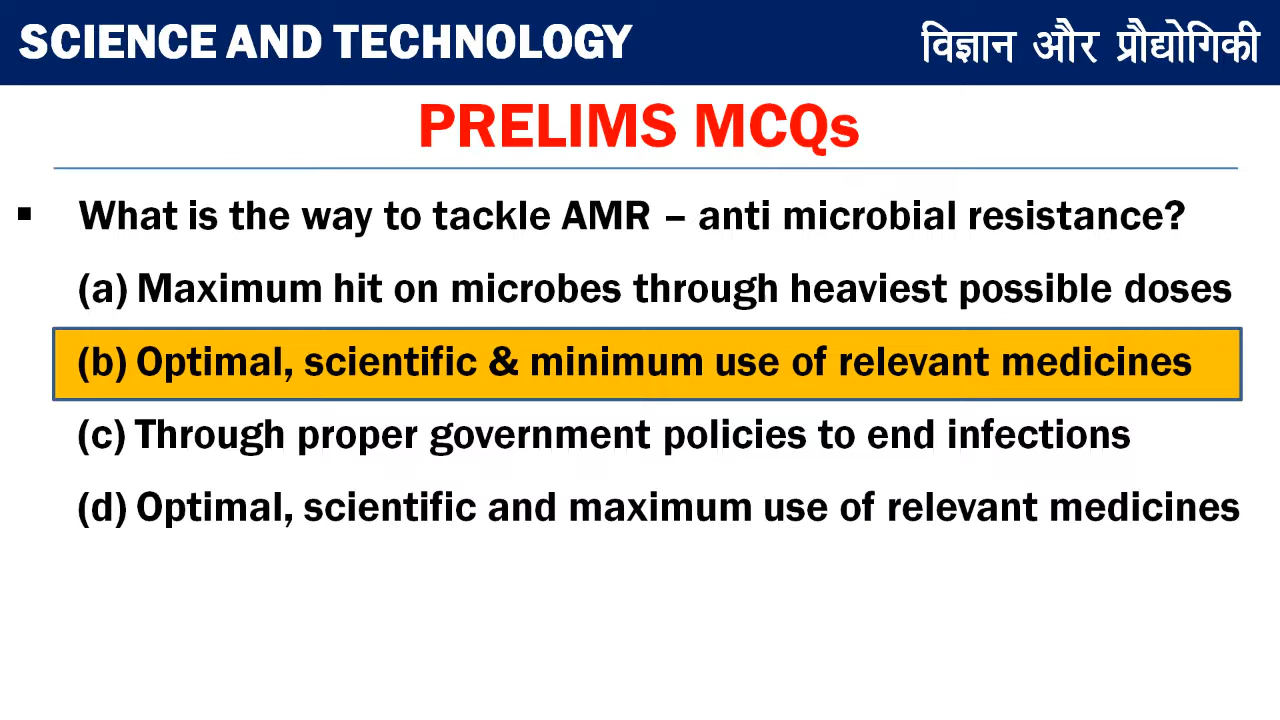 SCIENCE AND TECHNOLOGY
विज्ञान और प्रौद्योगिकी
PRELIMS MCQs
▪ What is the way to tackle AMR – anti microbial resistance?
(a) Maximum hit on microbes through heaviest possible doses
(b) Optimal, scientific & minimum use of relevant medicines
(c) Through proper government policies to end infections
(d) Optimal, scientific and maximum use of relevant medicines